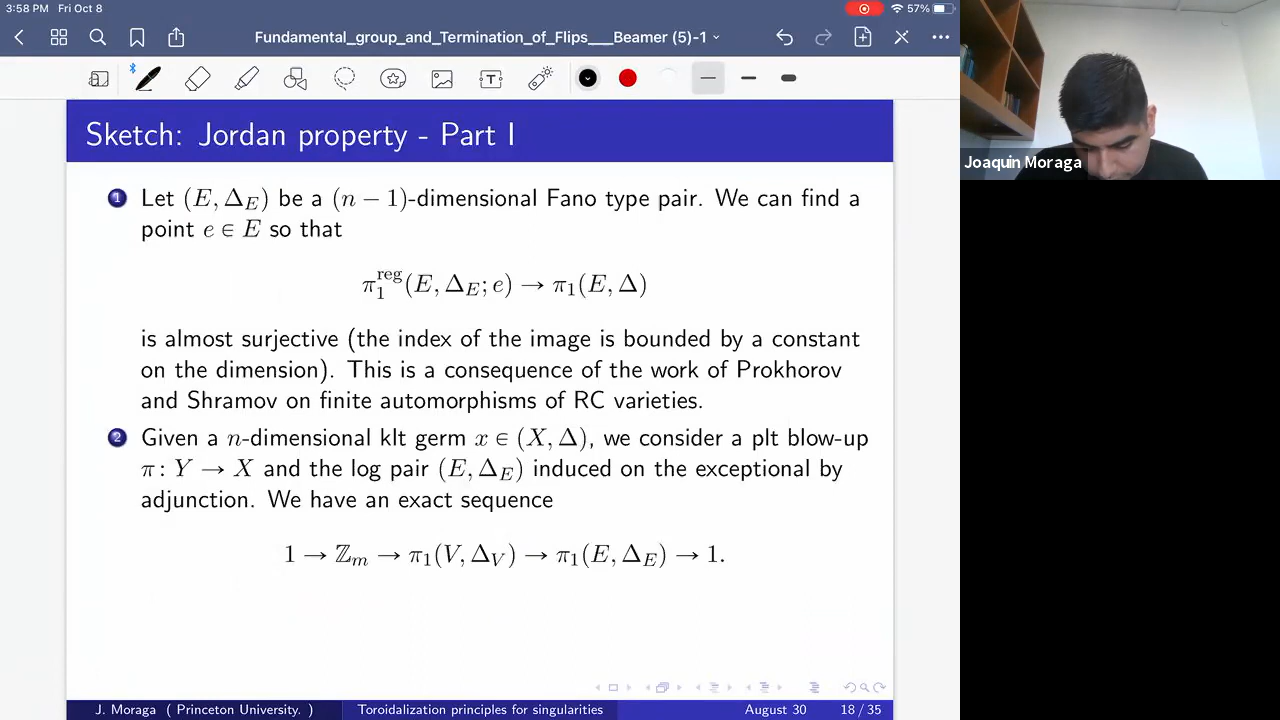 3:58 PM Fri Oct 8
57%
Fundamental_group_and_Termination_of_Flips___Beamer (5)-1
Sketch: Jordan property - Part I
1 Let (E, Δ_E) be a (n − 1)-dimensional Fano type pair. We can find a
point e ∈ E so that
π_1^reg(E, Δ_E; e) → π_1(E, Δ)
is almost surjective (the index of the image is bounded by a constant
on the dimension). This is a consequence of the work of Prokhorov
and Shramov on finite automorphisms of RC varieties.
2 Given a n-dimensional klt germ x ∈ (X, Δ), we consider a plt blow-up
π: Y → X and the log pair (E, Δ_E) induced on the exceptional by
adjunction. We have an exact sequence
1 → ℤ_m → π_1(V, Δ_V) → π_1(E, Δ_E) → 1.
J. Moraga ( Princeton University. )
Toroidalization principles for singularities
August 30
18 / 35
Joaquin Moraga